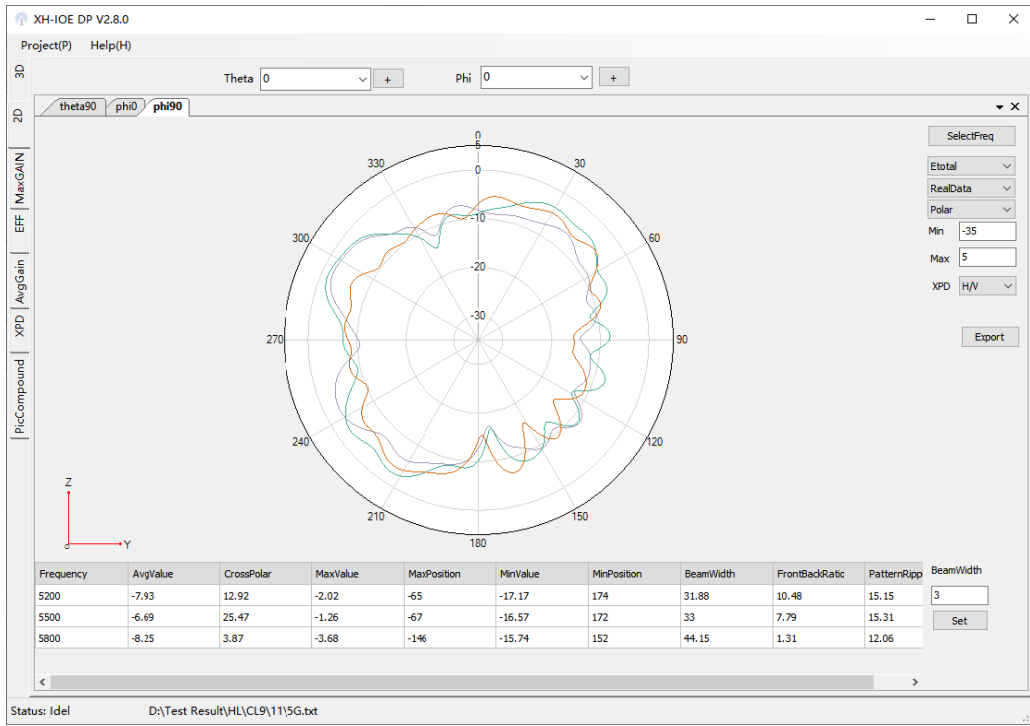 XH-IOE DP V2.8.0
Project(P) Help(H)
Theta 0 + Phi 0 +
3D
2D
MaxGAIN
EFF
AvgGain
XPD
PicCompound
theta90 phi0 phi90
SelectFreq
Etotal
RealData
Polar
Min -35
Max 5
XPD H/V
Export
0
5
330 0 30
-10
300 60
-20
-30
270 90
240 120
210 150
180
Z
o Y
Frequency AvgValue CrossPolar MaxValue MaxPosition MinValue MinPosition BeamWidth FrontBackRatic PatternRipp
5200 -7.93 12.92 -2.02 -65 -17.17 174 31.88 10.48 15.15
5500 -6.69 25.47 -1.26 -67 -16.57 172 33 7.79 15.31
5800 -8.25 3.87 -3.68 -146 -15.74 152 44.15 1.31 12.06
BeamWidth
3
Set
Status: Idel D:\Test Result\HL\CL9\11\5G.txt